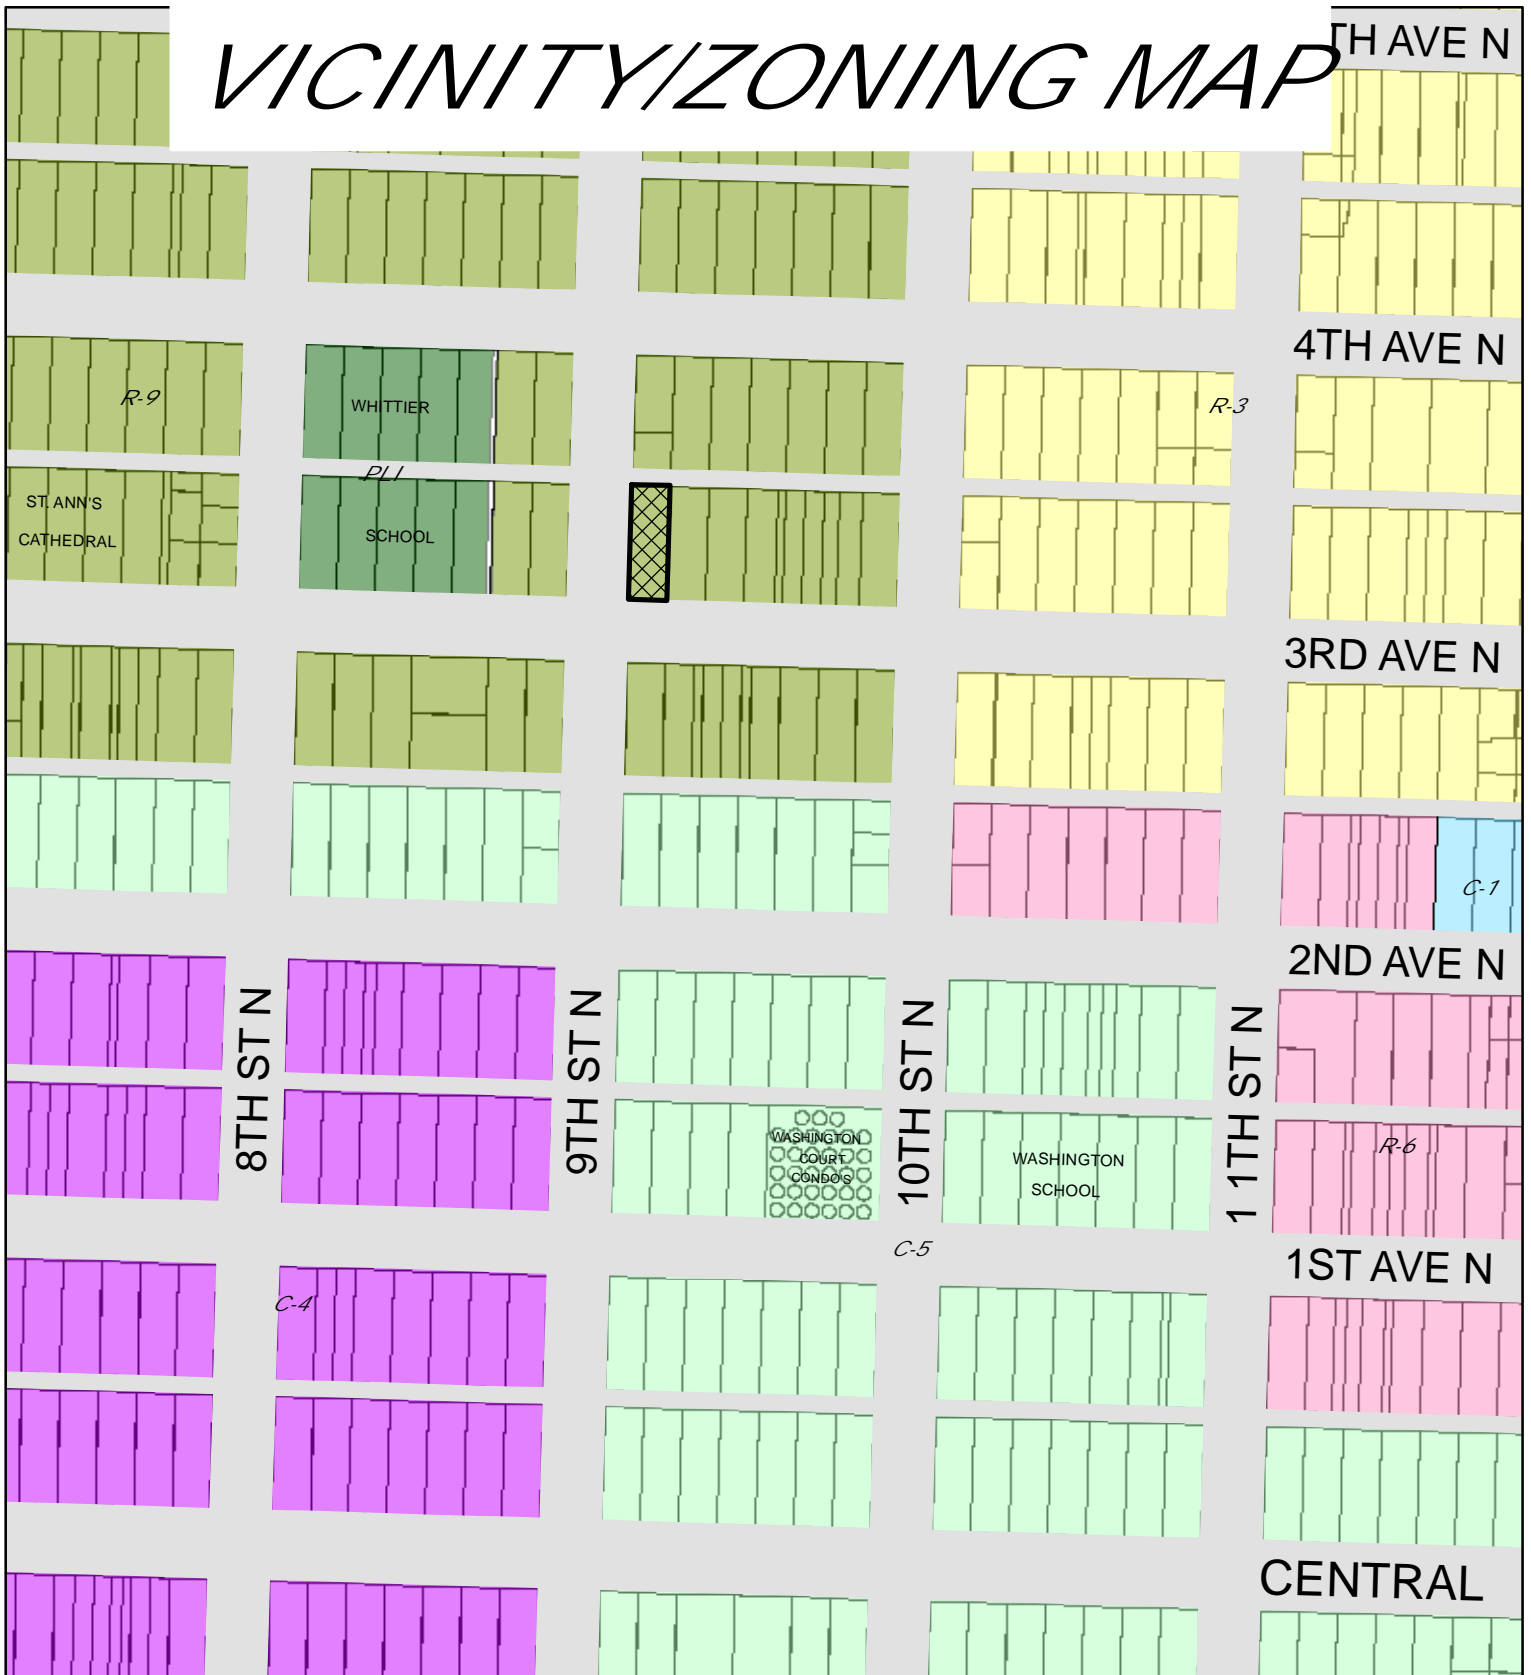 VICINITY/ZONING MAP
TH AVE N
4TH AVE N
R-9
WHITTIER
R-3
PLI
ST. ANN'S
SCHOOL
CATHEDRAL
3RD AVE N
C-1
2ND AVE N
8TH ST N
9TH ST N
10TH ST N
1 1TH ST N
WASHINGTON
COURT
CONDO'S
WASHINGTON
SCHOOL
R-6
C-5
1ST AVE N
C-4
CENTRAL